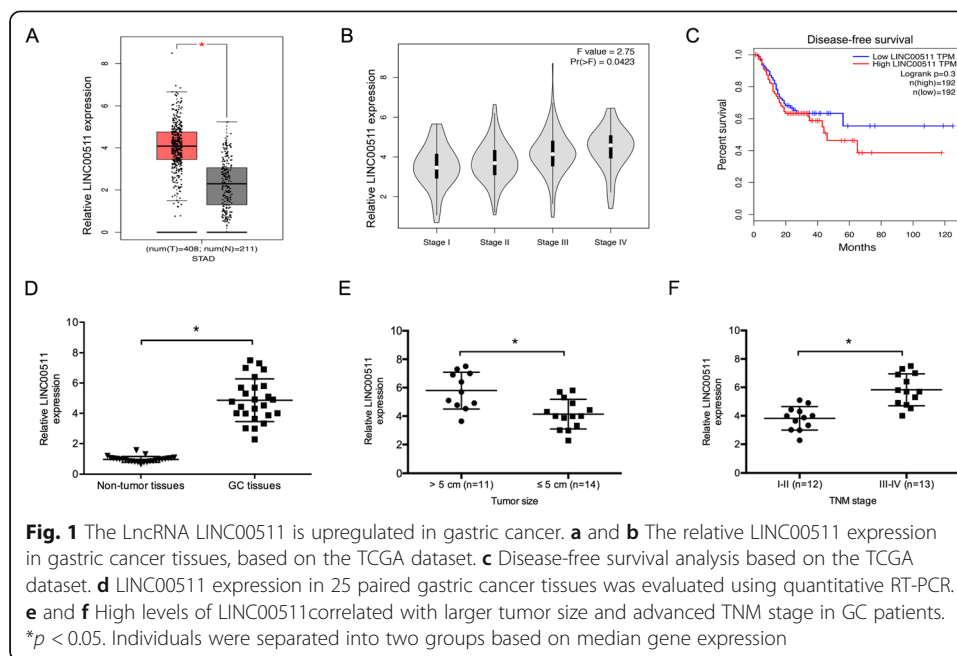 A
Relative LINC00511 expression
8
6
4
2
0
*
(num(T)=408; num(N)=211)
STAD
B
Relative LINC00511 expression
8
6
4
2
F value = 2.75
Pr(>F) = 0.0423
Stage I
Stage II
Stage III
Stage IV
C
Disease-free survival
Percent survival
1.0
0.8
0.6
0.4
0.2
0.0
Low LINC00511 TPM
High LINC00511 TPM
Logrank p=0.3
n(high)=192
n(low)=192
0 20 40 60 80 100 120
Months
D
Relative LINC00511
expression
10
8
6
4
2
0
*
Non-tumor tissues
GC tissues
E
Relative LINC00511
expression
10
8
6
4
2
0
*
> 5 cm (n=11)
≤ 5 cm (n=14)
Tumor size
F
Relative LINC00511
expression
10
8
6
4
2
0
*
I-II (n=12)
III-IV (n=13)
TNM stage
Fig. 1 The LncRNA LINC00511 is upregulated in gastric cancer. a and b The relative LINC00511 expression
in gastric cancer tissues, based on the TCGA dataset. c Disease-free survival analysis based on the TCGA
dataset. d LINC00511 expression in 25 paired gastric cancer tissues was evaluated using quantitative RT-PCR.
e and f High levels of LINC00511correlated with larger tumor size and advanced TNM stage in GC patients.
*p < 0.05. Individuals were separated into two groups based on median gene expression